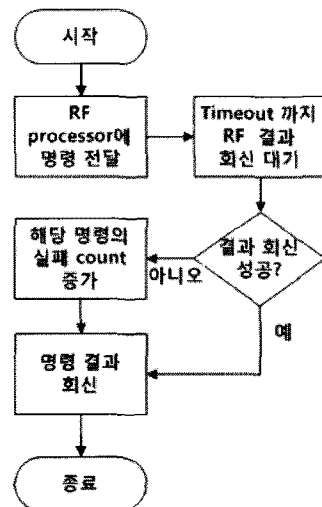 시작
RF
processor에
명령 전달
Timeout 까지
RF 결과
회신 대기
결과 회신
성공?
해당 명령의
실패 count
증가
아니오
예
명령 결과
회신
종료